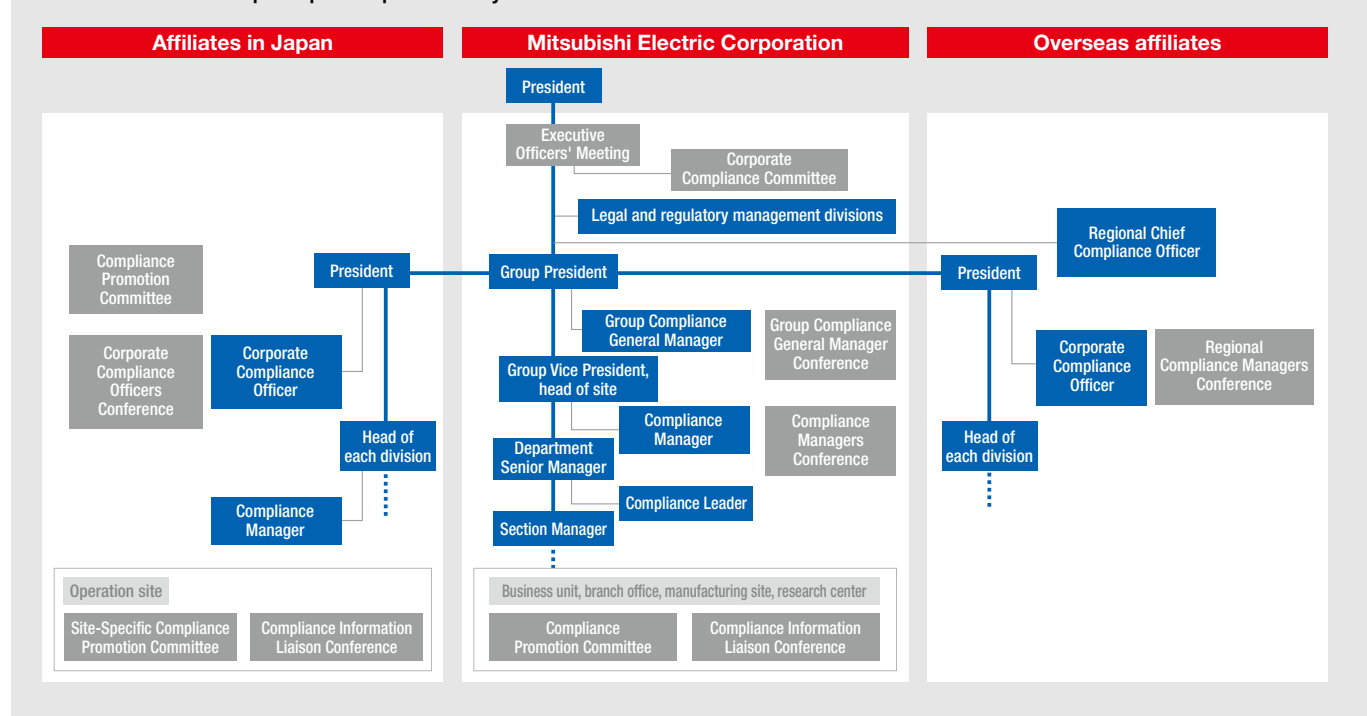 Affiliates in Japan
Mitsubishi Electric Corporation
Overseas affiliates
President
Executive
Officers' Meeting
Corporate
Compliance Committee
Legal and regulatory management divisions
Regional Chief
Compliance Officer
Compliance
Promotion
Committee
President
Group President
President
Group Compliance
General Manager
Group Compliance
General Manager
Conference
Corporate
Compliance
Officers
Conference
Corporate
Compliance
Officer
Group Vice President,
head of site
Corporate
Compliance
Officer
Regional
Compliance Managers
Conference
Compliance
Manager
Compliance
Managers
Conference
Head of
each division
Department
Senior Manager
Head of
each division
Compliance Leader
Compliance
Manager
Section Manager
Operation site
Site-Specific Compliance
Promotion Committee
Compliance Information
Liaison Conference
Business unit, branch office, manufacturing site, research center
Compliance
Promotion Committee
Compliance Information
Liaison Conference